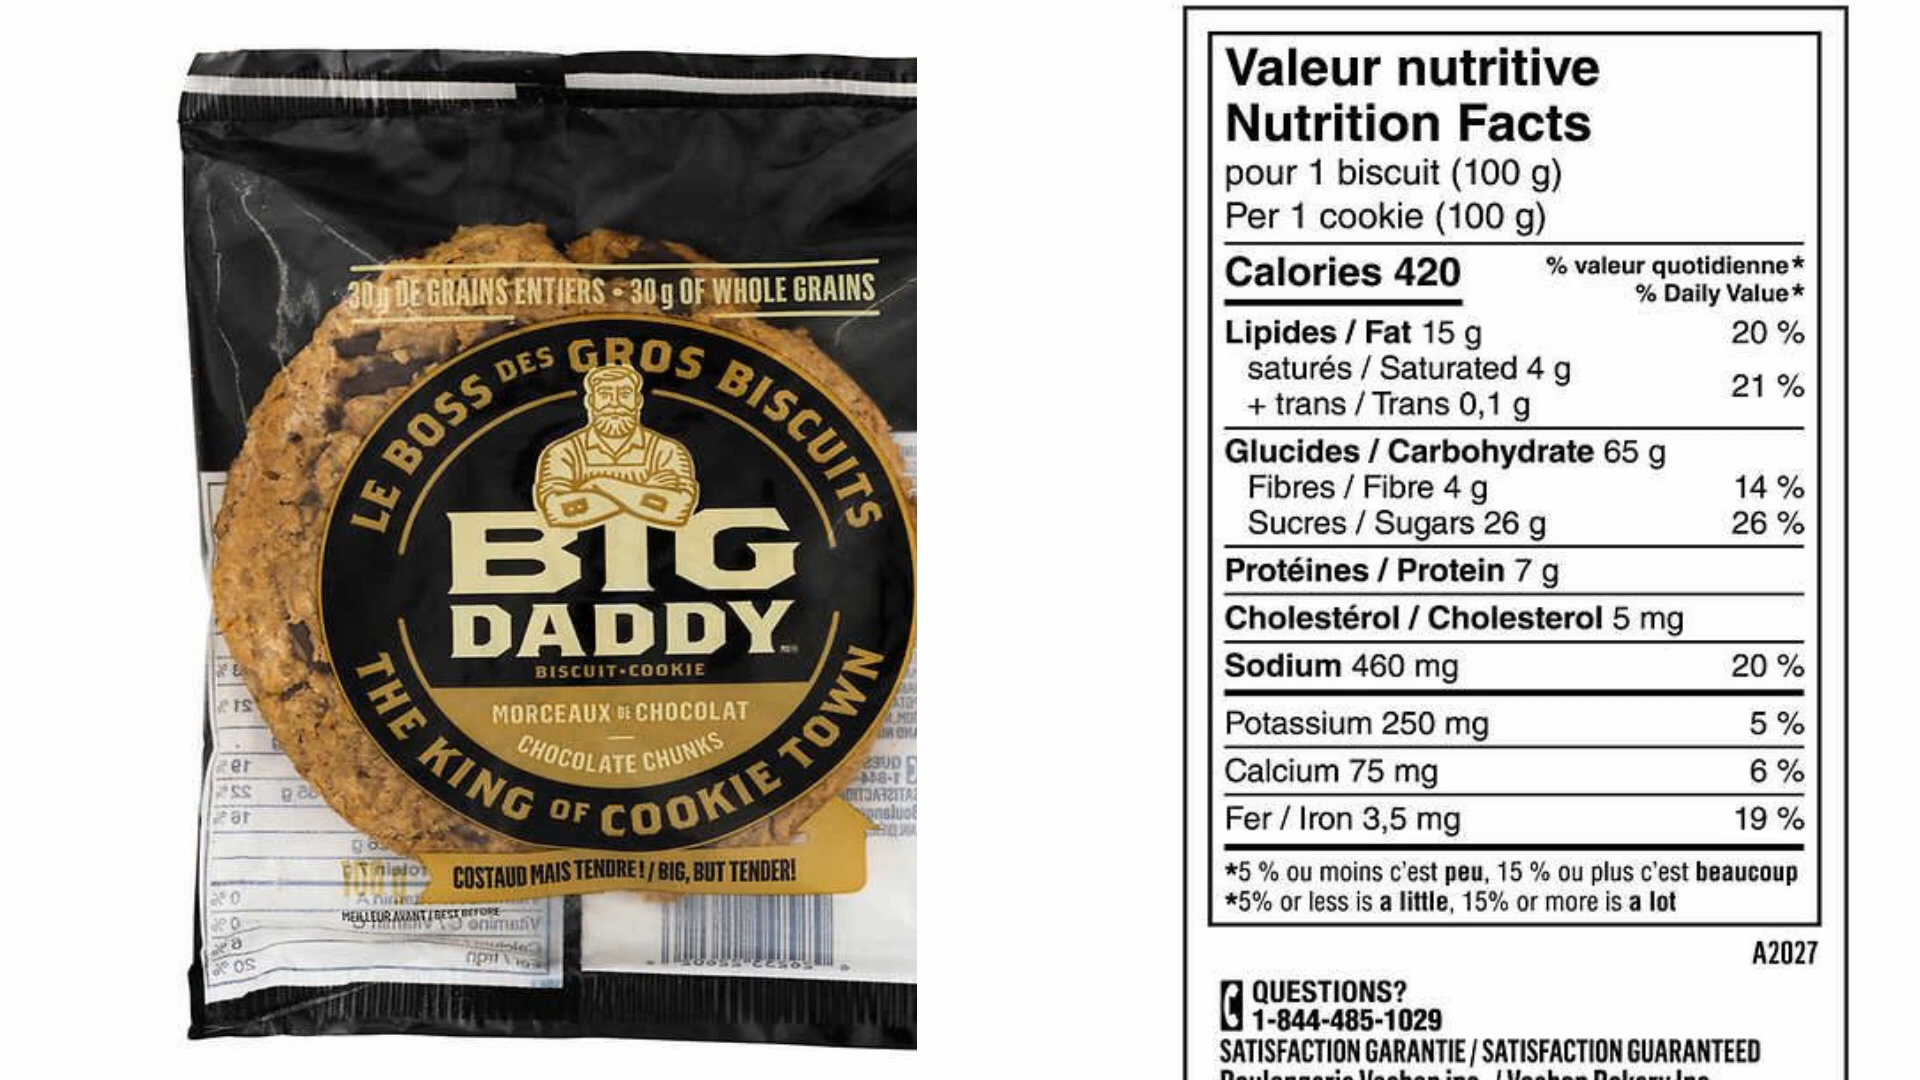 30 g DE GRAINS ENTIERS • 30 g OF WHOLE GRAINS
LE BOSS DES GROS BISCUITS
B D
BIG
DADDY
BISCUIT • COOKIE
MORCEAUX DE CHOCOLAT
CHOCOLATE CHUNKS
THE KING OF COOKIE TOWN
COSTAUD MAIS TENDRE ! / BIG, BUT TENDER!
MEILLEUR AVANT / BEST BEFORE
Valeur nutritive
Nutrition Facts
pour 1 biscuit (100 g)
Per 1 cookie (100 g)
Calories 420
% valeur quotidienne*
% Daily Value*
Lipides / Fat 15 g 20 %
saturés / Saturated 4 g
+ trans / Trans 0,1 g
21 %
Glucides / Carbohydrate 65 g
Fibres / Fibre 4 g 14 %
Sucres / Sugars 26 g 26 %
Protéines / Protein 7 g
Cholestérol / Cholesterol 5 mg
Sodium 460 mg 20 %
Potassium 250 mg 5 %
Calcium 75 mg 6 %
Fer / Iron 3,5 mg 19 %
*5 % ou moins c'est peu, 15 % ou plus c'est beaucoup
*5% or less is a little, 15% or more is a lot
A2027
QUESTIONS?
1-844-485-1029
SATISFACTION GARANTIE / SATISFACTION GUARANTEED